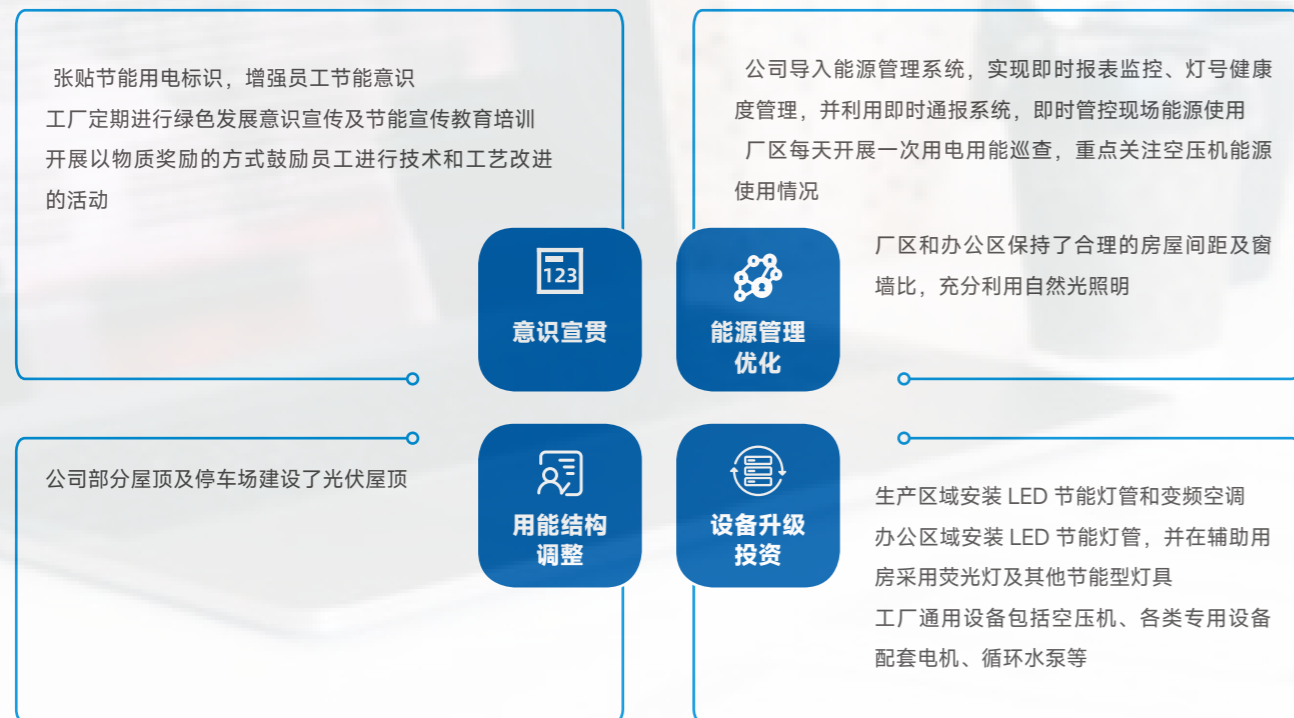 张贴节能用电标识，增强员工节能意识
工厂定期进行绿色发展意识宣传及节能宣传教育培训
开展以物质奖励的方式鼓励员工进行技术和工艺改进
的活动
123
意识宣贯
公司导入能源管理系统，实现即时报表监控、灯号健康
度管理，并利用即时通报系统，即时管控现场能源使用
厂区每天开展一次用电用能巡查，重点关注空压机能源
使用情况
厂区和办公区保持了合理的房屋间距及窗
墙比，充分利用自然光照明
能源管理
优化
公司部分屋顶及停车场建设了光伏屋顶
用能结构
调整
设备升级
投资
生产区域安装 LED 节能灯管和变频空调
办公区域安装 LED 节能灯管，并在辅助用
房采用荧光灯及其他节能型灯具
工厂通用设备包括空压机、各类专用设备
配套电机、循环水泵等